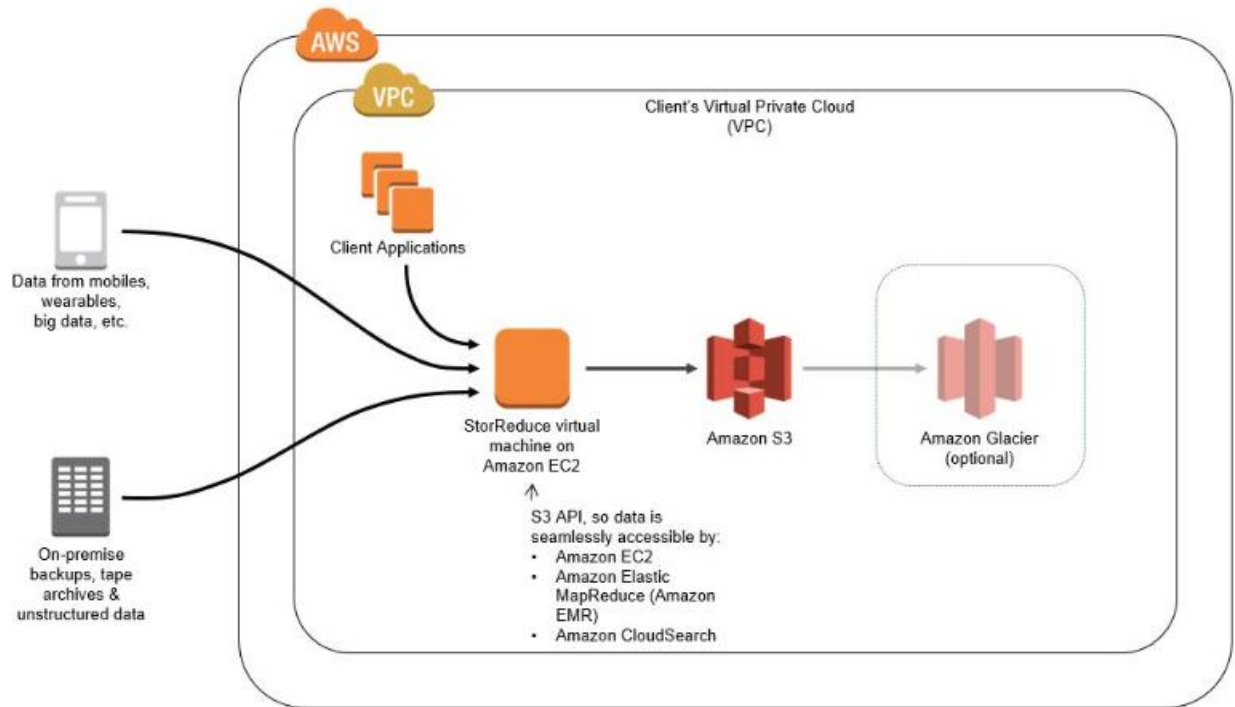 AWS
VPC
Client's Virtual Private Cloud
(VPC)
Client Applications
Data from mobiles,
wearables,
big data, etc.
StorReduce virtual
machine on
Amazon EC2
Amazon S3
Amazon Glacier
(optional)
S3 API, so data is
seamlessly accessible by:
• Amazon EC2
• Amazon Elastic
MapReduce (Amazon
EMR)
• Amazon CloudSearch
On-premise
backups, tape
archives &
unstructured data